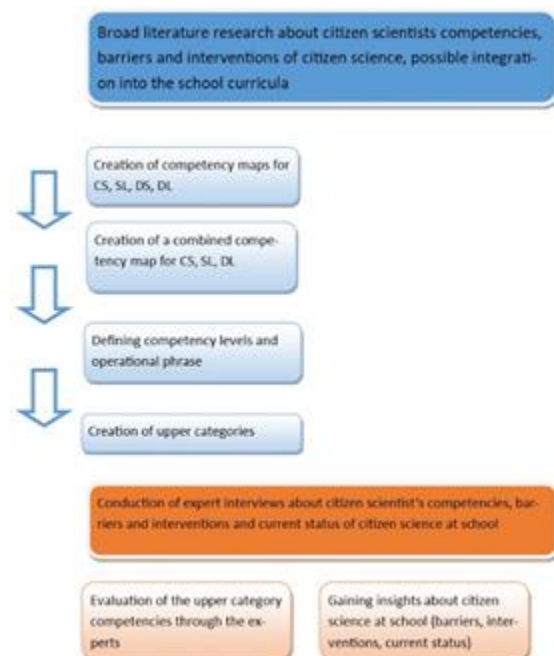 Broad literature research about citizen scientists competencies,
barriers and interventions of citizen science, possible integrati-
on into the school curricula
Creation of competency maps for
CS, SL, DS, DL
Creation of a combined compe-
tency map for CS, SL, DL
Defining competency levels and
operational phrase
Creation of upper categories
Conduction of expert interviews about citizen scientist's competencies, bar-
riers and interventions and current status of citizen science at school
Evaluation of the upper category
competencies through the ex-
perts
Gaining insights about citizen
science at school (barriers, inter-
ventions, current status)